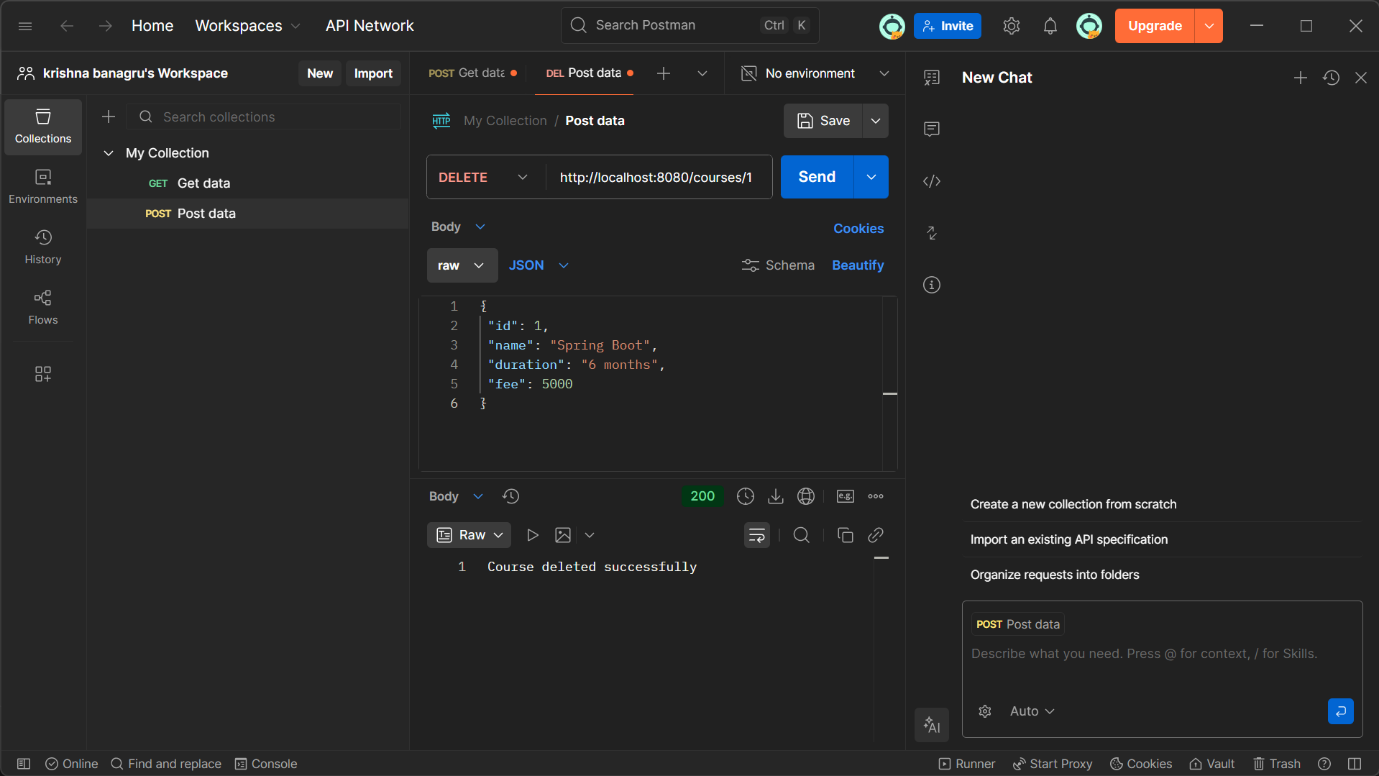 Home Workspaces API Network Search Postman Ctrl K Invite Upgrade
krishna banagru's Workspace New Import
POST Get data DEL Post data No environment
New Chat
Collections
Environments
History
Flows
Search collections
My Collection
GET Get data
POST Post data
HTTP My Collection / Post data Save
DELETE http://localhost:8080/courses/1 Send
Body Cookies
raw JSON Schema Beautify
1 {
2 "id": 1,
3 "name": "Spring Boot",
4 "duration": "6 months",
5 "fee": 5000
6 }
Body 200 e.g.
Raw
1 Course deleted successfully
Create a new collection from scratch
Import an existing API specification
Organize requests into folders
POST Post data
Describe what you need. Press @ for context, / for Skills.
Auto
AI
Online Find and replace Console Runner Start Proxy Cookies Vault Trash